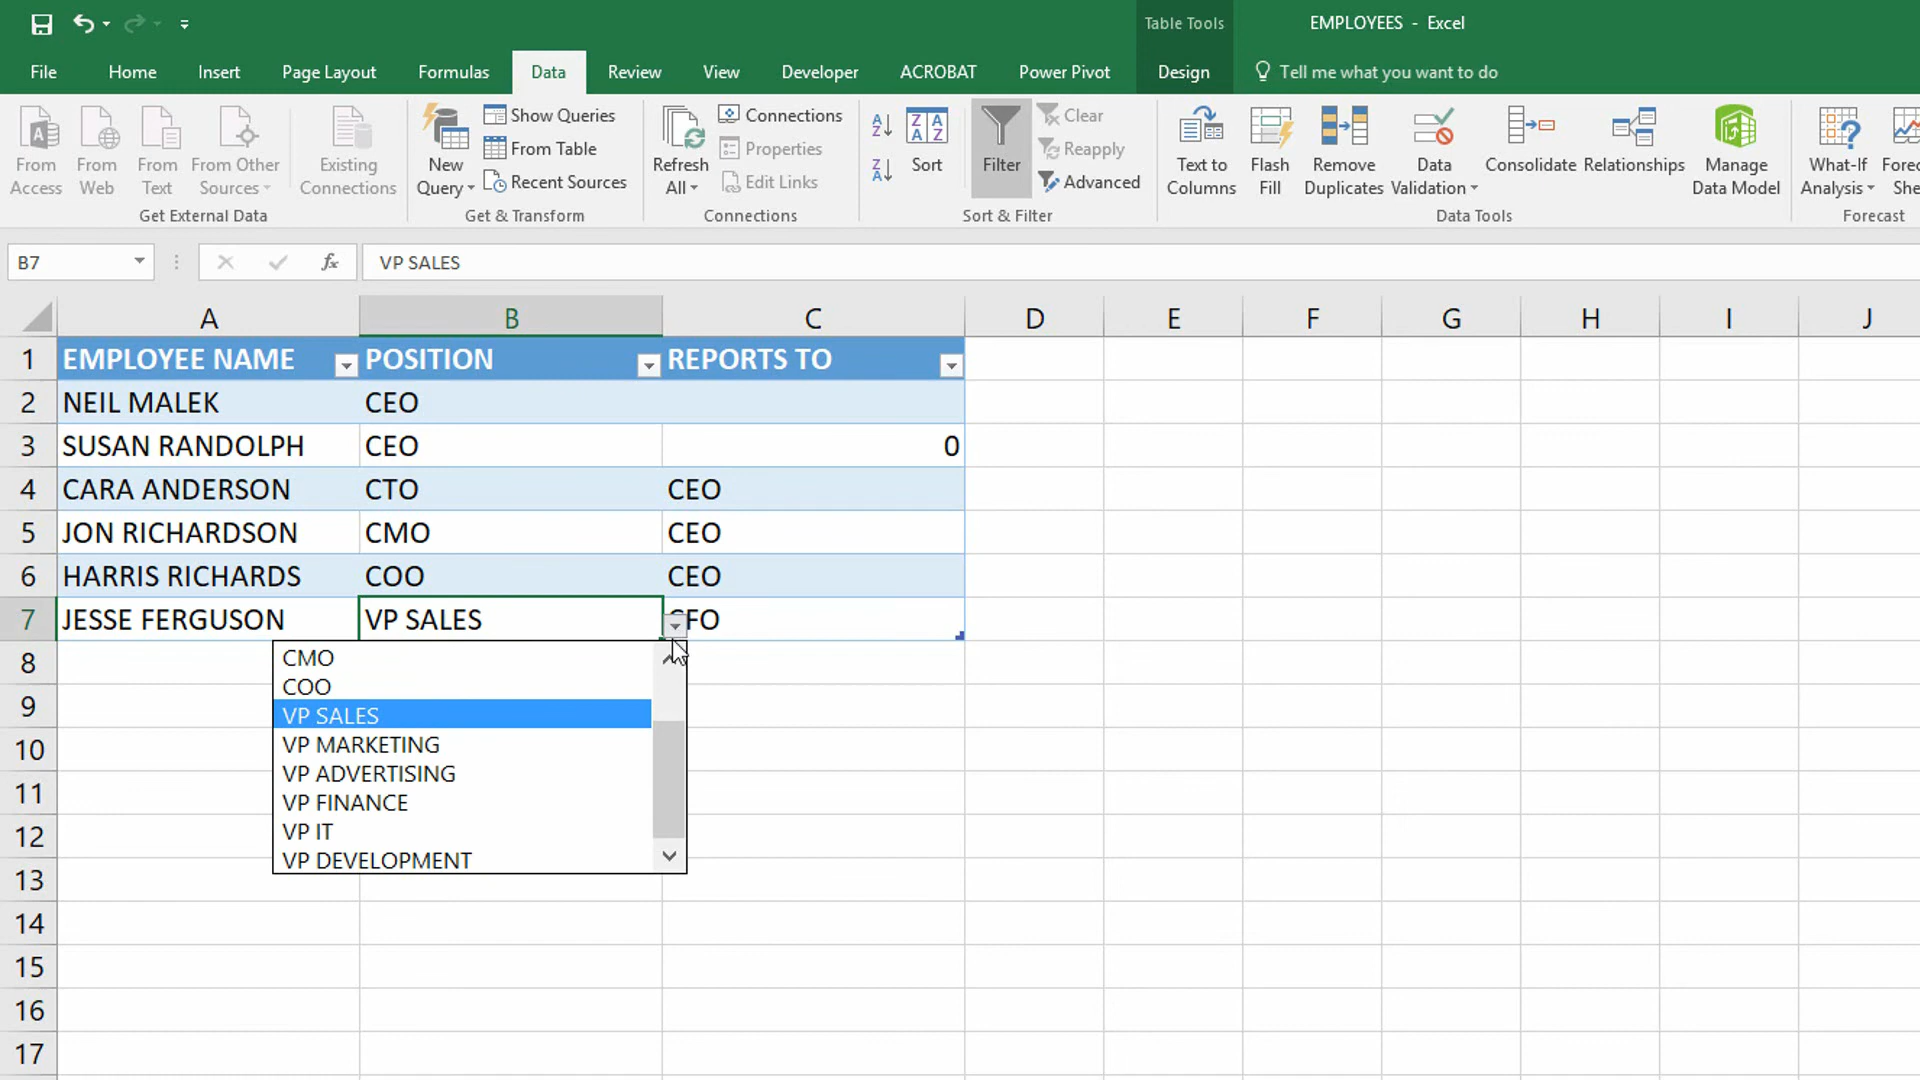 Table Tools
EMPLOYEES - Excel
File Home Insert Page Layout Formulas Data Review View Developer ACROBAT Power Pivot Design Tell me what you want to do
From Access
From Web
From Text
From Other Sources
Existing Connections
Get External Data
New Query
Show Queries
From Table
Recent Sources
Get & Transform
Refresh All
Connections
Properties
Edit Links
Connections
Sort
Filter
Clear
Reapply
Advanced
Sort & Filter
Text to Columns
Flash Fill
Remove Duplicates
Data Validation
Consolidate
Relationships
Manage Data Model
Data Tools
What-If Analysis
Forecast
B7 fx VP SALES
A B C D E F G H I J
1 EMPLOYEE NAME POSITION REPORTS TO
2 NEIL MALEK CEO
3 SUSAN RANDOLPH CEO 0
4 CARA ANDERSON CTO CEO
5 JON RICHARDSON CMO CEO
6 HARRIS RICHARDS COO CEO
7 JESSE FERGUSON VP SALES CFO
8
9
10
11
12
13
14
15
16
17
CMO
COO
VP SALES
VP MARKETING
VP ADVERTISING
VP FINANCE
VP IT
VP DEVELOPMENT